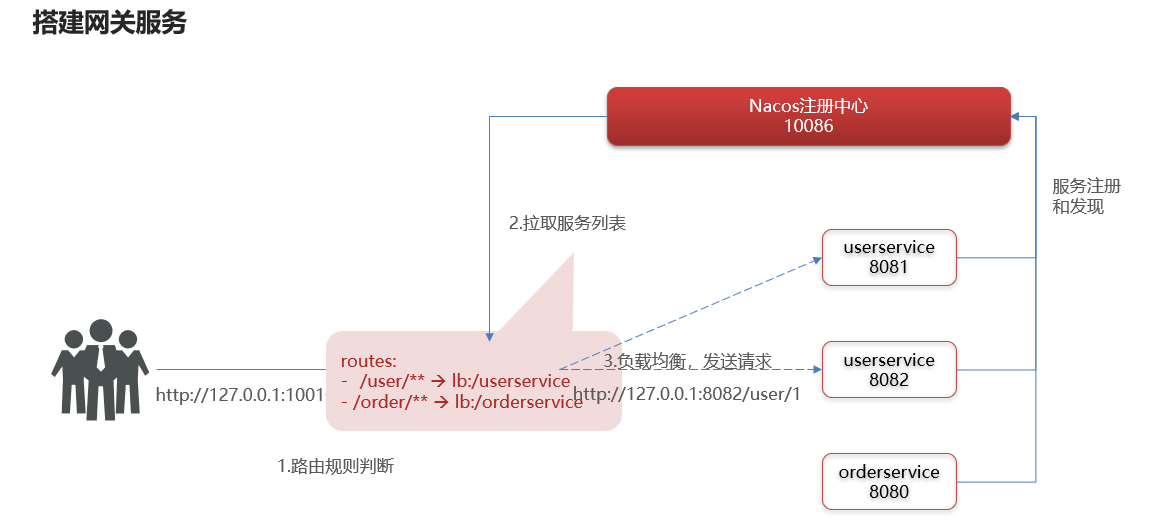 搭建网关服务
Nacos注册中心
10086
服务注册
和发现
2.拉取服务列表
userservice
8081
routes:
- /user/** → lb:/userservice
- /order/** → lb:/orderservice
3.负载均衡，发送请求
http://127.0.0.1:8082/user/1
userservice
8082
http://127.0.0.1:1001
1.路由规则判断
orderservice
8080